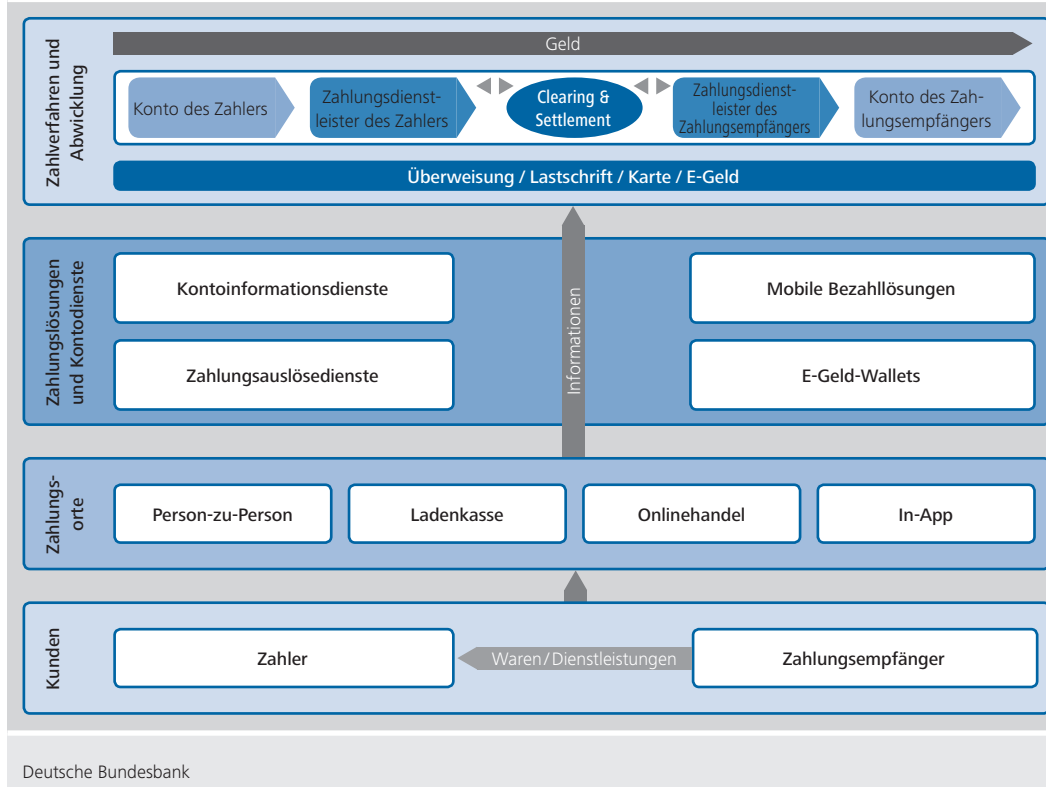 Zahlverfahren und
Abwicklung
Geld
Konto des Zahlers
Zahlungsdienst-
leister des Zahlers
Clearing &
Settlement
Zahlungsdienst-
leister des
Zahlungsempfängers
Konto des Zah-
lungsempfängers
Überweisung / Lastschrift / Karte / E-Geld
Zahlungslösungen
und Kontodienste
Kontoinformationsdienste
Mobile Bezahllösungen
Zahlungsauslösedienste
E-Geld-Wallets
Informationen
Zahlungs-
orte
Person-zu-Person
Ladenkasse
Onlinehandel
In-App
Kunden
Zahler
Waren/Dienstleistungen
Zahlungsempfänger
Deutsche Bundesbank